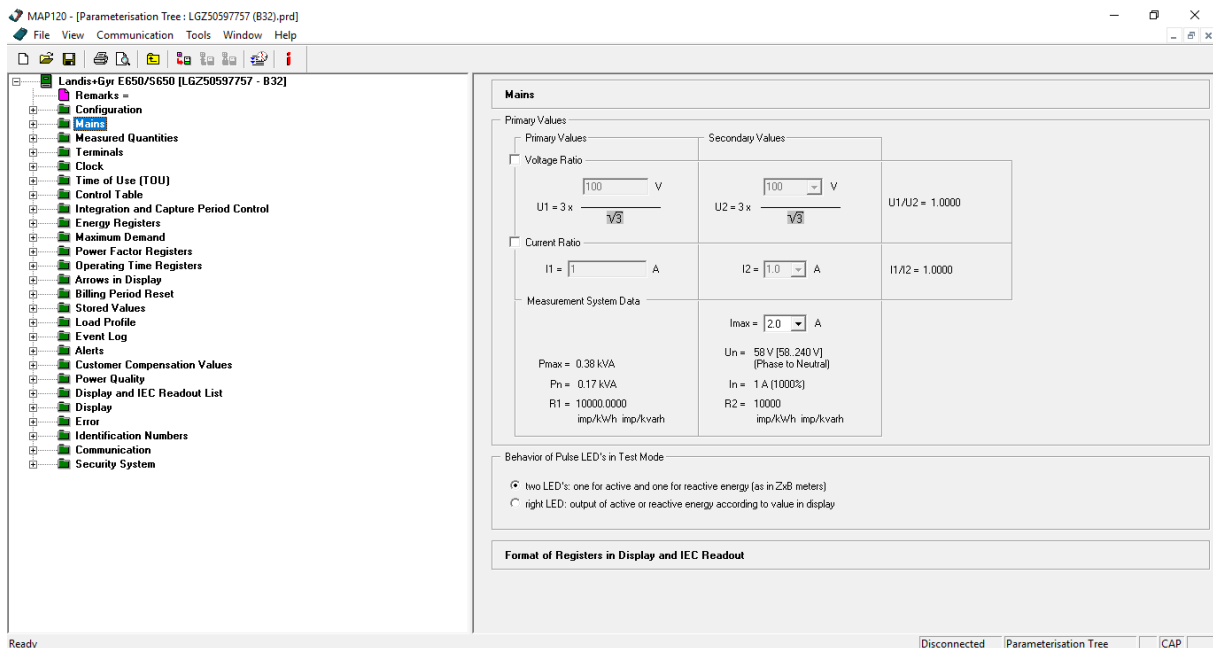 MAP120 - [Parameterisation Tree : LGZ50597757 (B32).prd]
File View Communication Tools Window Help
Landis+Gyr E650/S650 [LGZ50597757 - B32]
Remarks =
Configuration
Mains
Measured Quantities
Terminals
Clock
Time of Use (TOU)
Control Table
Integration and Capture Period Control
Energy Registers
Maximum Demand
Power Factor Registers
Operating Time Registers
Arrows in Display
Billing Period Reset
Stored Values
Load Profile
Event Log
Alerts
Customer Compensation Values
Power Quality
Display and IEC Readout List
Display
Error
Identification Numbers
Communication
Security System
Mains
Primary Values
Primary Values Secondary Values
Voltage Ratio
100 V 100 V
U1 = 3 x U2 = 3 x U1/U2 = 1.0000
√3 √3
Current Ratio
I1 = 1 A I2 = 1.0 A I1/I2 = 1.0000
Measurement System Data
Imax = 2.0 A
Un = 58 V [58..240 V]
Pmax = 0.38 kVA (Phase to Neutral)
Pn = 0.17 kVA In = 1 A (1000%)
R1 = 10000.0000 R2 = 10000
imp/kWh imp/kvarh imp/kWh imp/kvarh
Behavior of Pulse LED's in Test Mode
two LED's: one for active and one for reactive energy (as in ZxB meters)
right LED: output of active or reactive energy according to value in display
Format of Registers in Display and IEC Readout
Ready Disconnected Parameterisation Tree CAP